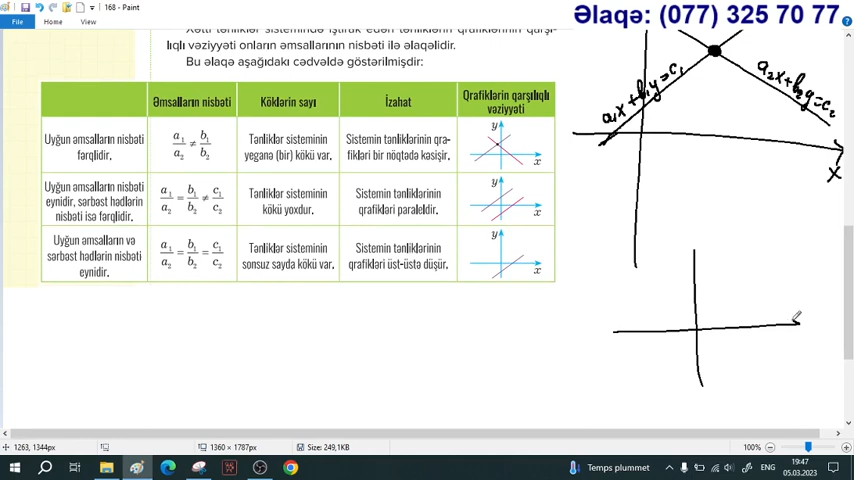 168 - Paint
Əlaqə: (077) 325 70 77
File
Home
View
Xətti tənliklər sistemində iştirak edən tənliklərin qrafiklərinin qarşı-
lıqlı vəziyyəti onların əmsallarının nisbəti ilə əlaqəlidir.
Bu əlaqə aşağıdakı cədvəldə göstərilmişdir:
Əmsalların nisbəti
Köklərin sayı
İzahat
Qrafiklərin qarşılıqlı
vəziyyəti
Uyğun əmsalların nisbəti
fərqlidir.
a₁/a₂ ≠ b₁/b₂
Tənliklər sisteminin
yeganə (bir) kökü var.
Sistemin tənliklərinin qra-
fikləri bir nöqtədə kəsişir.
y
x
Uyğun əmsalların nisbəti
eynidir, sərbəst hədlərin
nisbəti isə fərqlidir.
a₁/a₂ = b₁/b₂ ≠ c₁/c₂
Tənliklər sisteminin
kökü yoxdur.
Sistemin tənliklərinin
qrafikləri paraleldir.
y
x
Uyğun əmsalların və
sərbəst hədlərin nisbəti
eynidir.
a₁/a₂ = b₁/b₂ = c₁/c₂
Tənliklər sisteminin
sonsuz sayda kökü var.
Sistemin tənliklərinin
qrafikləri üst-üstə düşür.
y
x
a₁x+b₁y=c₁
a₂x+b₂y=c₂
x
1263, 1344px
1360 × 1787px
Size: 249,1KB
100%
Temps plummet
ENG
19:47
05.03.2023